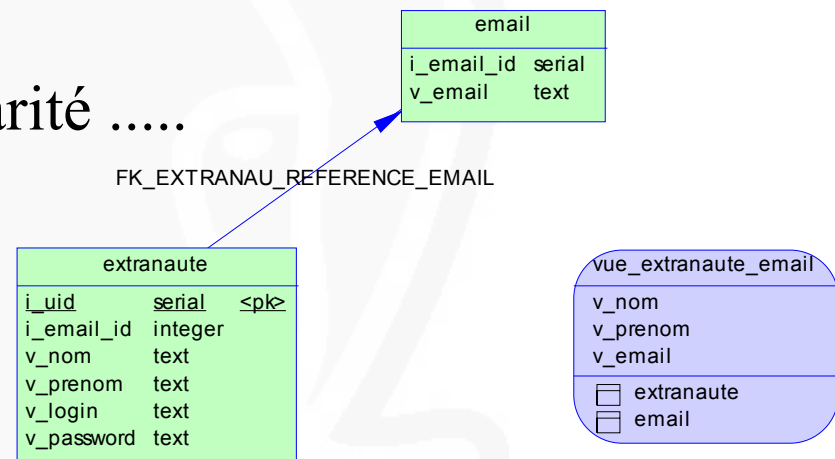 email
i_email_id serial
v_email text
arité .....
FK_EXTRANAU_REFERENCE_EMAIL
extranaute
i_uid serial <pk>
i_email_id integer
v_nom text
v_prenom text
v_login text
v_password text
vue_extranaute_email
v_nom
v_prenom
v_email
extranaute
email